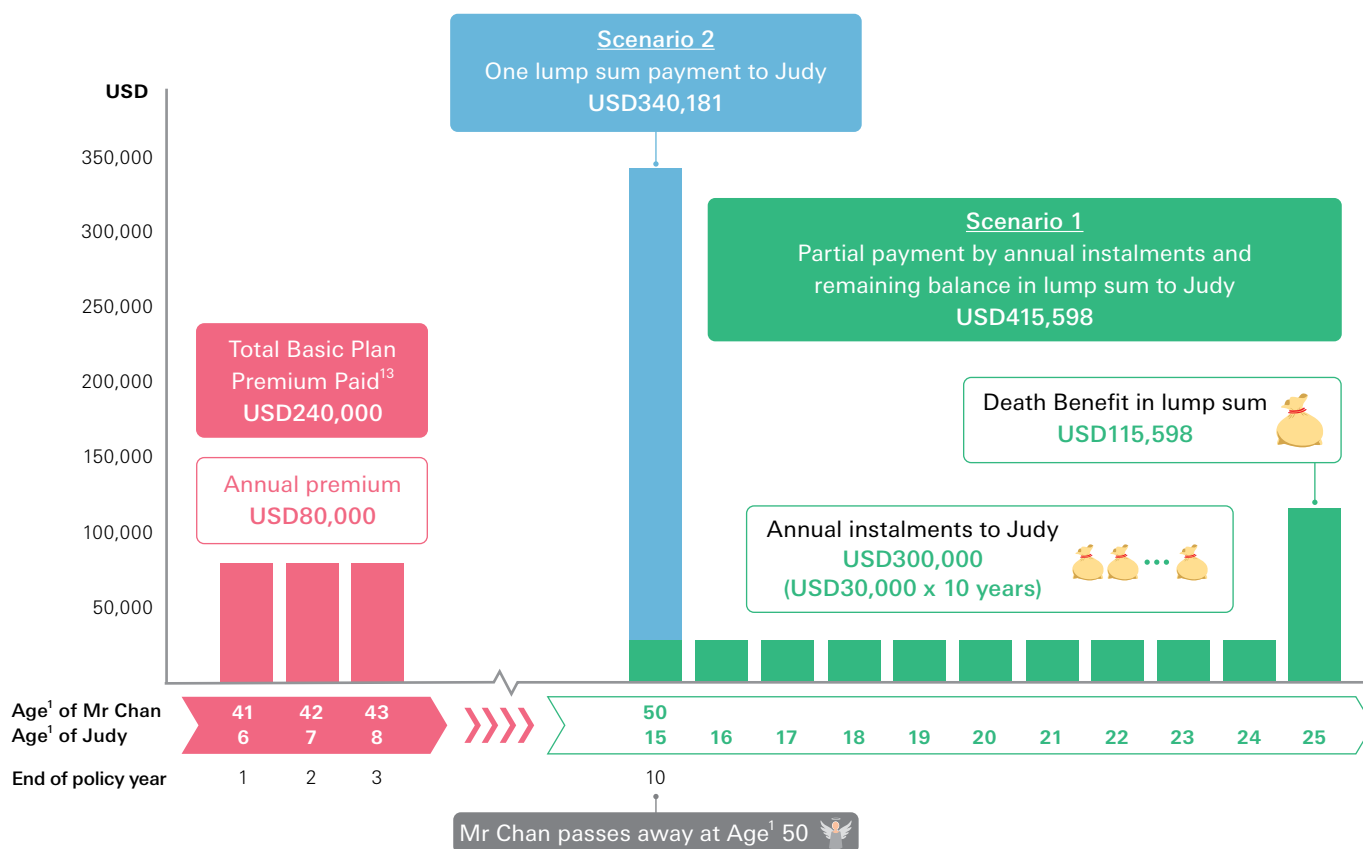 Scenario 2
One lump sum payment to Judy
USD340,181
USD
350,000
300,000
250,000
200,000
150,000
100,000
50,000
Scenario 1
Partial payment by annual instalments and
remaining balance in lump sum to Judy
USD415,598
Total Basic Plan
Premium Paid13
USD240,000
Annual premium
USD80,000
Death Benefit in lump sum
USD115,598
Annual instalments to Judy
USD300,000
(USD30,000 x 10 years)
Age1 of Mr Chan 41 42 43 50
Age1 of Judy 6 7 8 15 16 17 18 19 20 21 22 23 24 25
End of policy year 1 2 3 10
Mr Chan passes away at Age1 50